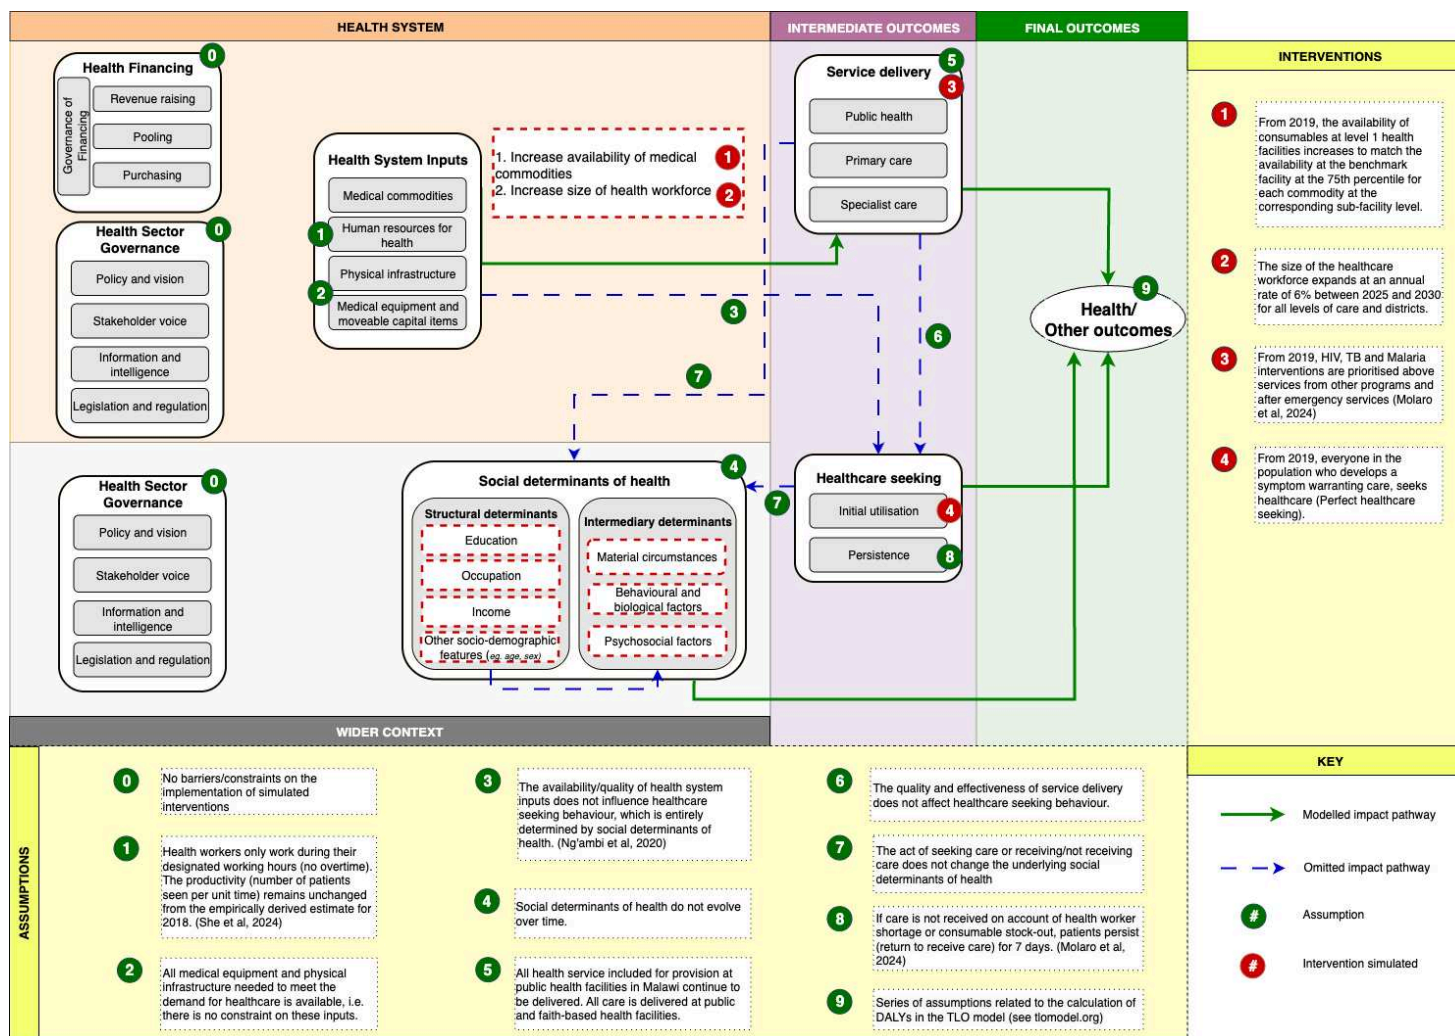 HEALTH SYSTEM
INTERMEDIATE OUTCOMES
FINAL OUTCOMES
INTERVENTIONS
0
Health Financing
Governance of
Financing
Revenue raising
Pooling
Purchasing
0
Health Sector
Governance
Policy and vision
Stakeholder voice
Information and
intelligence
Legislation and regulation
Health System Inputs
Medical commodities
1
Human resources for
health
Physical infrastructure
2
Medical equipment and
moveable capital items
1. Increase availability of medical
commodities
1
2. Increase size of health workforce
2
3
7
5
Service delivery
3
Public health
Primary care
Specialist care
6
9
Health/
Other outcomes
0
Health Sector
Governance
Policy and vision
Stakeholder voice
Information and
intelligence
Legislation and regulation
4
Social determinants of health
Structural determinants
Education
Occupation
Income
Other socio-demographic
features (eg. age, sex)
Intermediary determinants
Material circumstances
Behavioural and
biological factors
Psychosocial factors
7
Healthcare seeking
Initial utilisation
4
Persistence
8
1
From 2019, the availability of
consumables at level 1 health
facilities increases to match the
availability at the benchmark
facility at the 75th percentile for
each commodity at the
corresponding sub-facility level.
2
The size of the healthcare
workforce expands at an annual
rate of 6% between 2025 and 2030
for all levels of care and districts.
3
From 2019, HIV, TB and Malaria
interventions are prioritised above
services from other programs and
after emergency services (Molaro
et al, 2024)
4
From 2019, everyone in the
population who develops a
symptom warranting care, seeks
healthcare (Perfect healthcare
seeking).
WIDER CONTEXT
ASSUMPTIONS
0
No barriers/constraints on the
implementation of simulated
interventions
1
Health workers only work during their
designated working hours (no overtime).
The productivity (number of patients
seen per unit time) remains unchanged
from the empirically derived estimate for
2018. (She et al, 2024)
2
All medical equipment and physical
infrastructure needed to meet the
demand for healthcare is available, i.e.
there is no constraint on these inputs.
3
The availability/quality of health system
inputs does not influence healthcare
seeking behaviour, which is entirely
determined by social determinants of
health. (Ng'ambi et al, 2020)
4
Social determinants of health do not evolve
over time.
5
All health service included for provision at
public health facilities in Malawi continue to
be delivered. All care is delivered at public
and faith-based health facilities.
6
The quality and effectiveness of service delivery
does not affect healthcare seeking behaviour.
7
The act of seeking care or receiving/not receiving
care does not change the underlying social
determinants of health
8
If care is not received on account of health worker
shortage or consumable stock-out, patients persist
(return to receive care) for 7 days. (Molaro et al,
2024)
9
Series of assumptions related to the calculation of
DALYs in the TLO model (see tlomodel.org)
KEY
Modelled impact pathway
Omitted impact pathway
#
Assumption
#
Intervention simulated